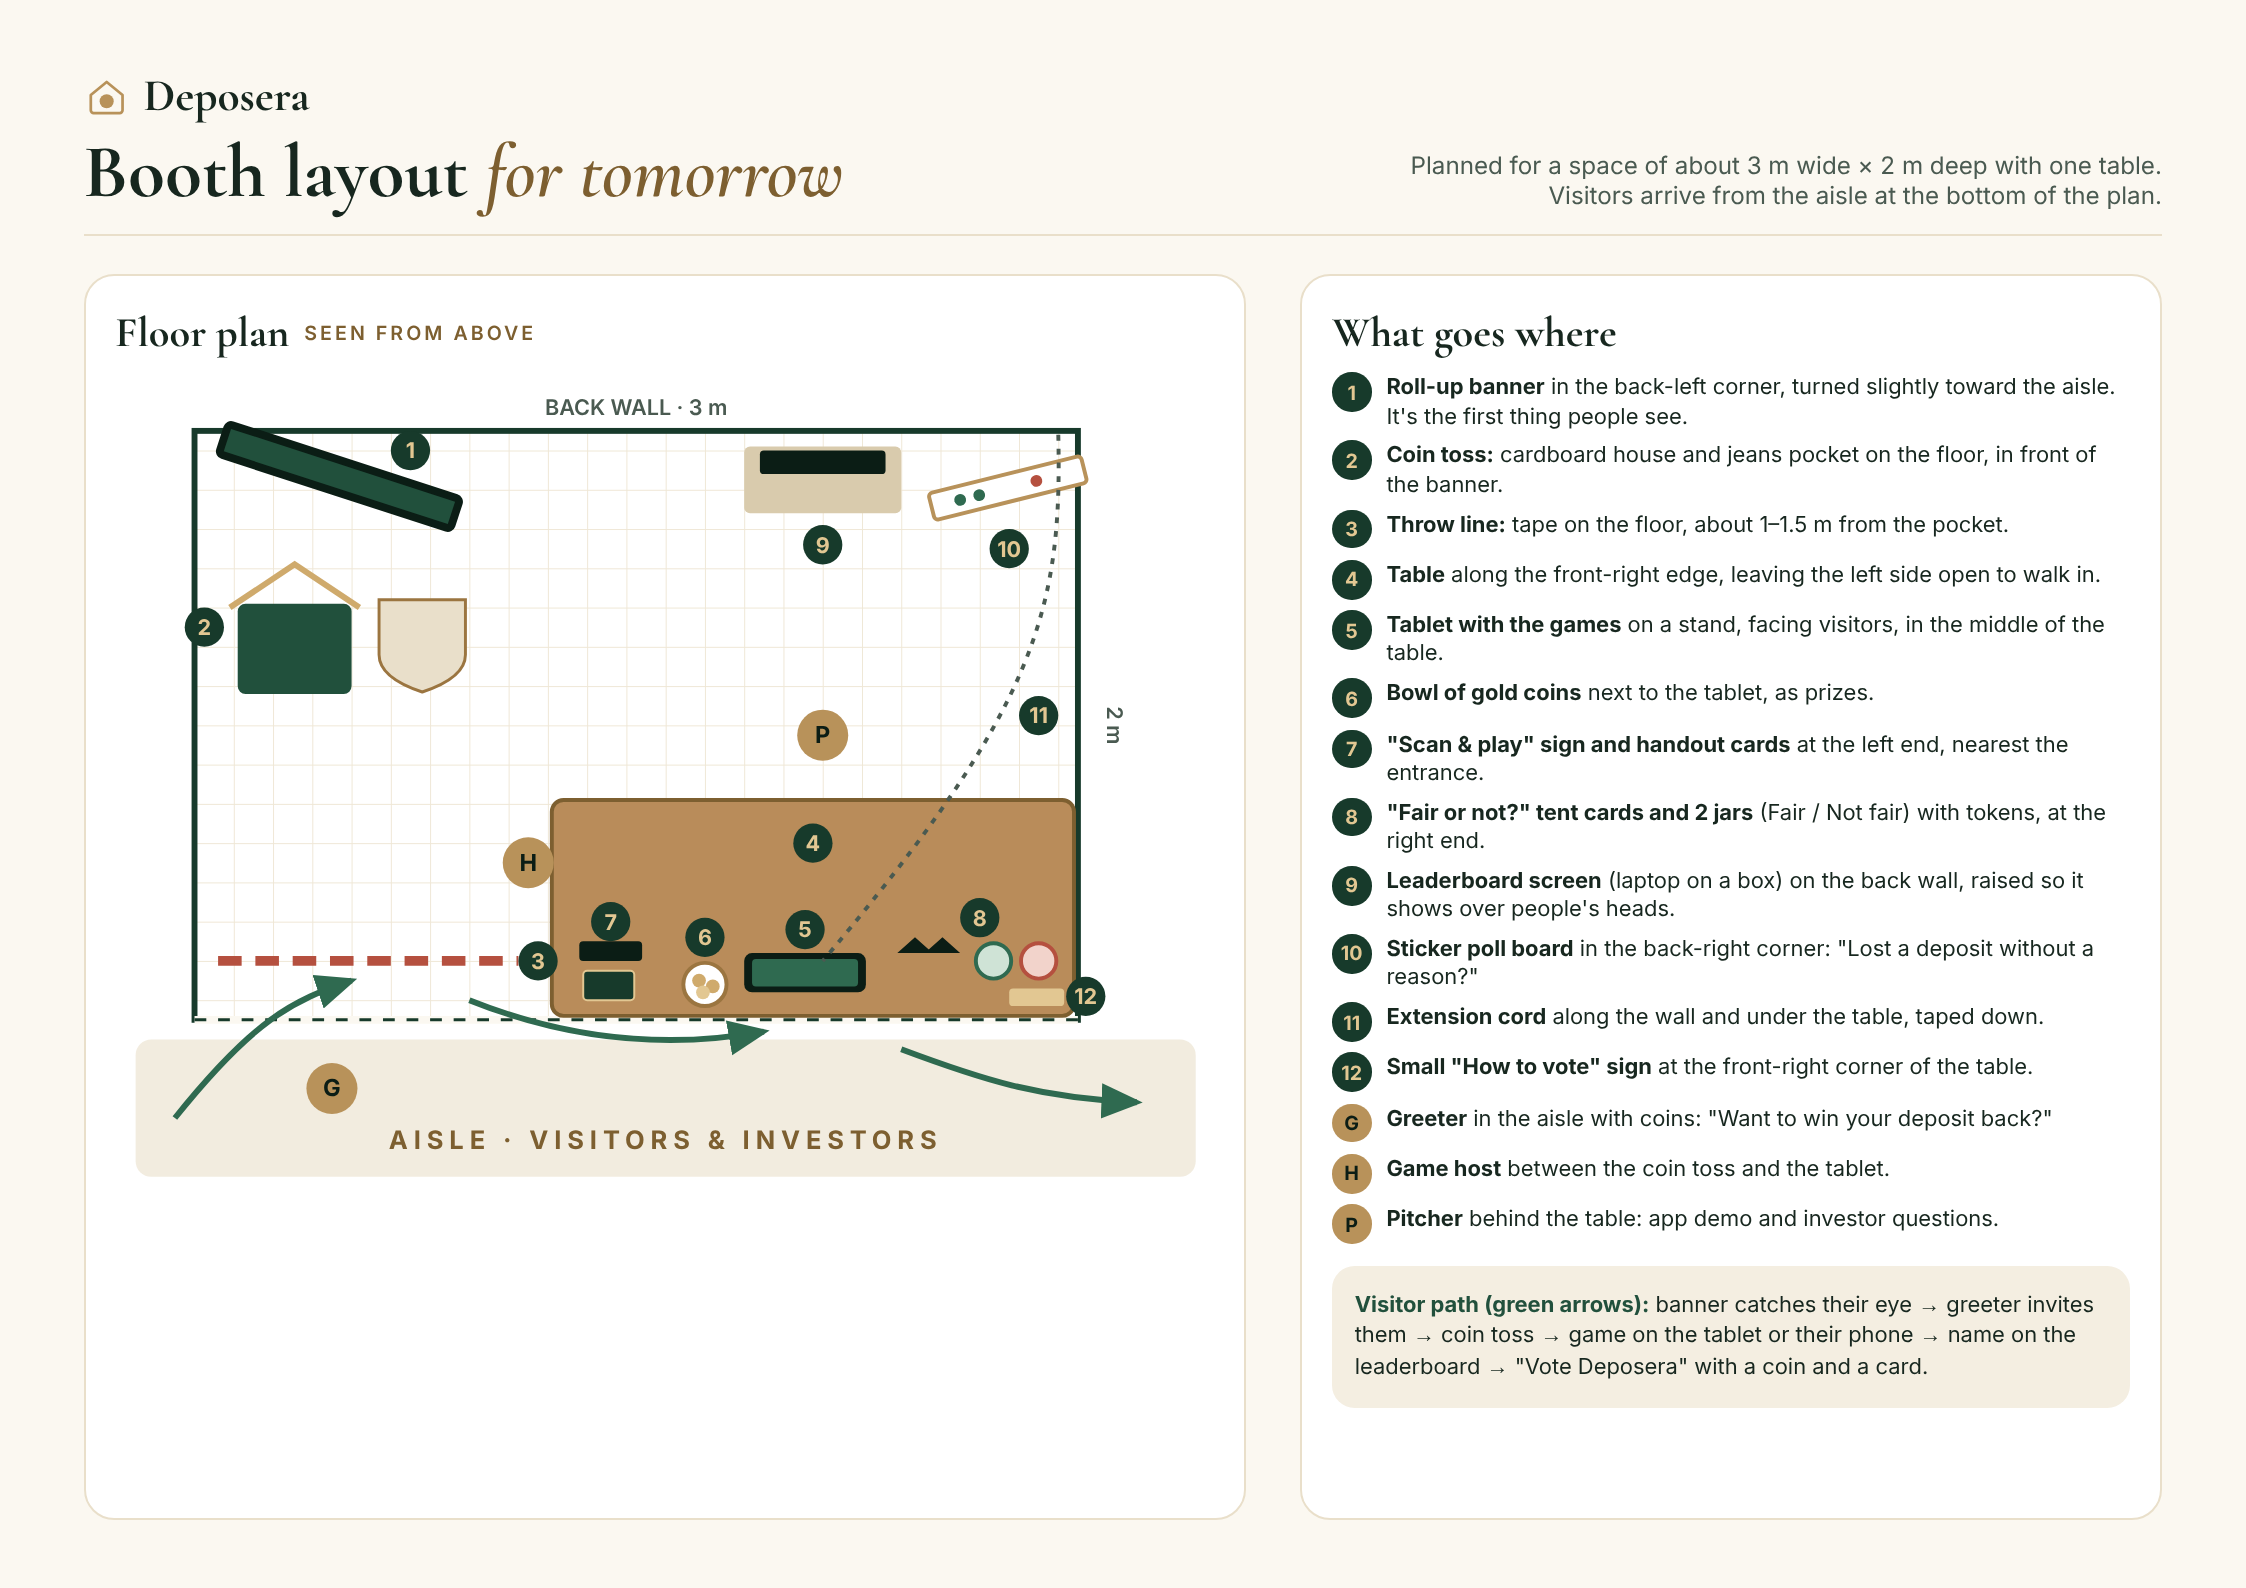 Deposera
Booth layout for tomorrow
Planned for a space of about 3 m wide × 2 m deep with one table.
Visitors arrive from the aisle at the bottom of the plan.
Floor plan SEEN FROM ABOVE
BACK WALL · 3 m
1
9
10
2
11
2 m
P
4
H
7
6
5
8
3
12
G
AISLE · VISITORS & INVESTORS
What goes where
1 Roll-up banner in the back-left corner, turned slightly toward the aisle.
It's the first thing people see.
2 Coin toss: cardboard house and jeans pocket on the floor, in front of
the banner.
3 Throw line: tape on the floor, about 1–1.5 m from the pocket.
4 Table along the front-right edge, leaving the left side open to walk in.
5 Tablet with the games on a stand, facing visitors, in the middle of the
table.
6 Bowl of gold coins next to the tablet, as prizes.
7 "Scan & play" sign and handout cards at the left end, nearest the
entrance.
8 "Fair or not?" tent cards and 2 jars (Fair / Not fair) with tokens, at the
right end.
9 Leaderboard screen (laptop on a box) on the back wall, raised so it
shows over people's heads.
10 Sticker poll board in the back-right corner: "Lost a deposit without a
reason?"
11 Extension cord along the wall and under the table, taped down.
12 Small "How to vote" sign at the front-right corner of the table.
G Greeter in the aisle with coins: "Want to win your deposit back?"
H Game host between the coin toss and the tablet.
P Pitcher behind the table: app demo and investor questions.
Visitor path (green arrows): banner catches their eye → greeter invites
them → coin toss → game on the tablet or their phone → name on the
leaderboard → "Vote Deposera" with a coin and a card.